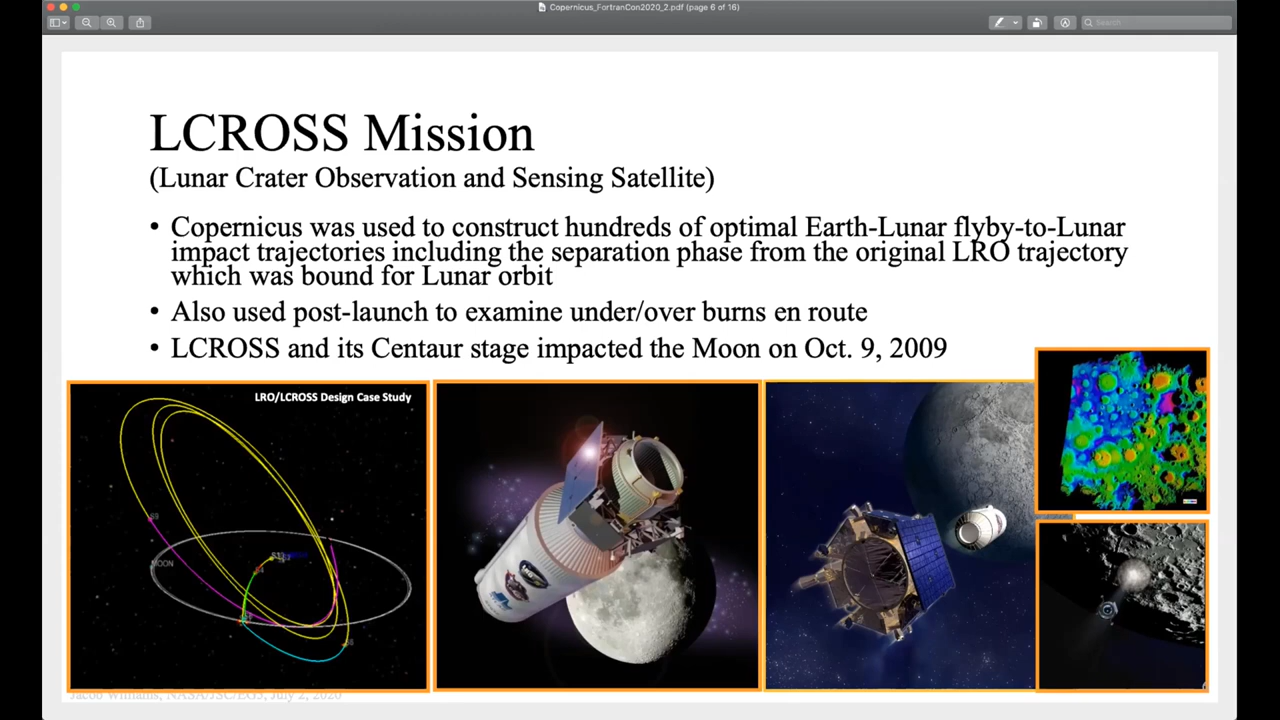 Copernicus_FortranCon2020_2.pdf (page 6 of 16)
Search
LCROSS Mission
(Lunar Crater Observation and Sensing Satellite)
• Copernicus was used to construct hundreds of optimal Earth-Lunar flyby-to-Lunar
impact trajectories including the separation phase from the original LRO trajectory
which was bound for Lunar orbit
• Also used post-launch to examine under/over burns en route
• LCROSS and its Centaur stage impacted the Moon on Oct. 9, 2009
LRO/LCROSS Design Case Study
MOON
Jacob Williams, NASA/JSC/EG5, July 2, 2020